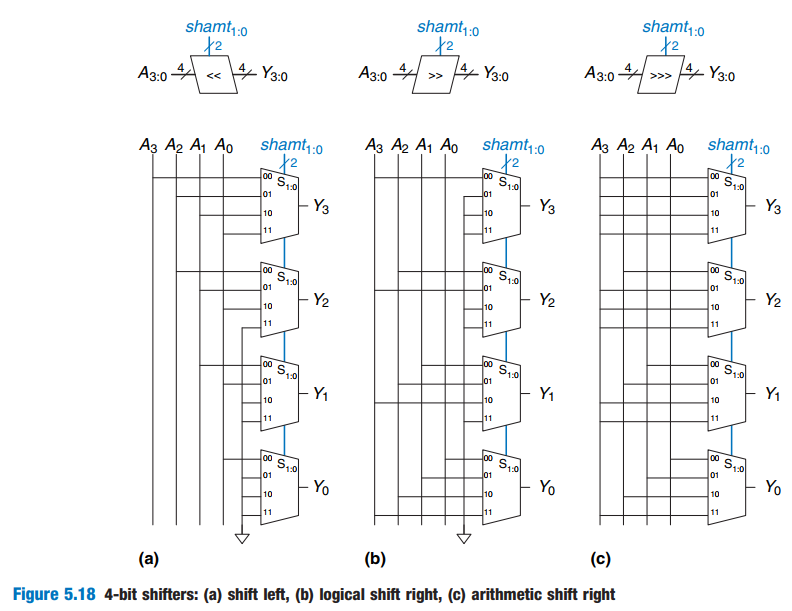 shamt1:0 shamt1:0 shamt1:0
2 2 2
A3:0 4 << 4 Y3:0 A3:0 4 >> 4 Y3:0 A3:0 4 >>> 4 Y3:0
A3 A2 A1 A0 shamt1:0 A3 A2 A1 A0 shamt1:0 A3 A2 A1 A0 shamt1:0
2 2 2
00 S1:0 00 S1:0 00 S1:0
01 01 01
Y3 Y3 Y3
10 10 10
11 11 11
00 S1:0 00 S1:0 00 S1:0
01 01 01
Y2 Y2 Y2
10 10 10
11 11 11
00 S1:0 00 S1:0 00 S1:0
01 01 01
Y1 Y1 Y1
10 10 10
11 11 11
00 S1:0 00 S1:0 00 S1:0
01 01 01
Y0 Y0 Y0
10 10 10
11 11 11
(a) (b) (c)
Figure 5.18 4-bit shifters: (a) shift left, (b) logical shift right, (c) arithmetic shift right